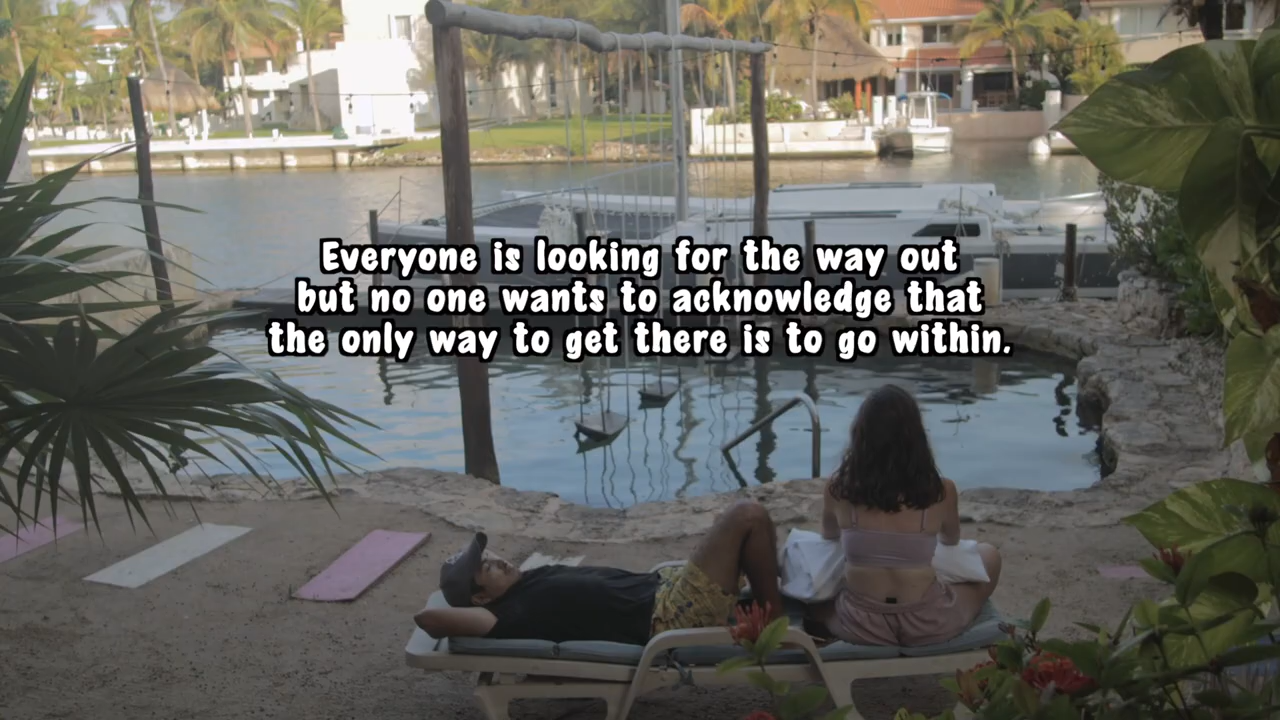 Everyone is looking for the way out
but no one wants to acknowledge that
the only way to get there is to go within.